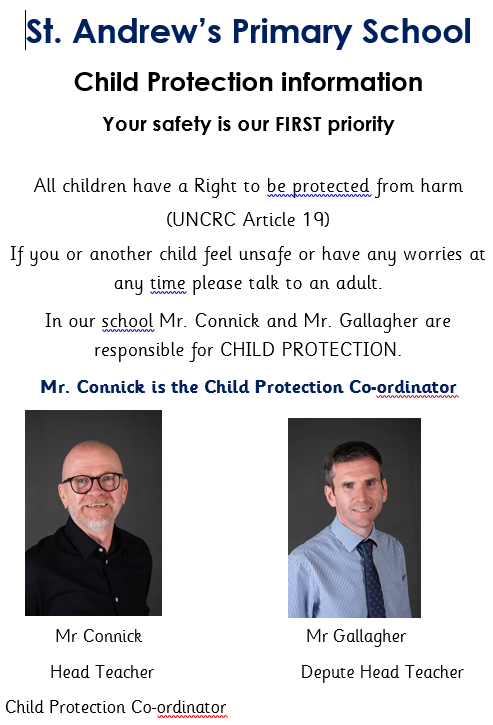 St. Andrew’s Primary School
Child Protection information
Your safety is our FIRST priority
All children have a Right to be protected from harm
(UNCRC Article 19)
If you or another child feel unsafe or have any worries at
any time please talk to an adult.
In our school Mr. Connick and Mr. Gallagher are
responsible for CHILD PROTECTION.
Mr. Connick is the Child Protection Co-ordinator
Mr Connick
Mr Gallagher
Head Teacher
Depute Head Teacher
Child Protection Co-ordinator